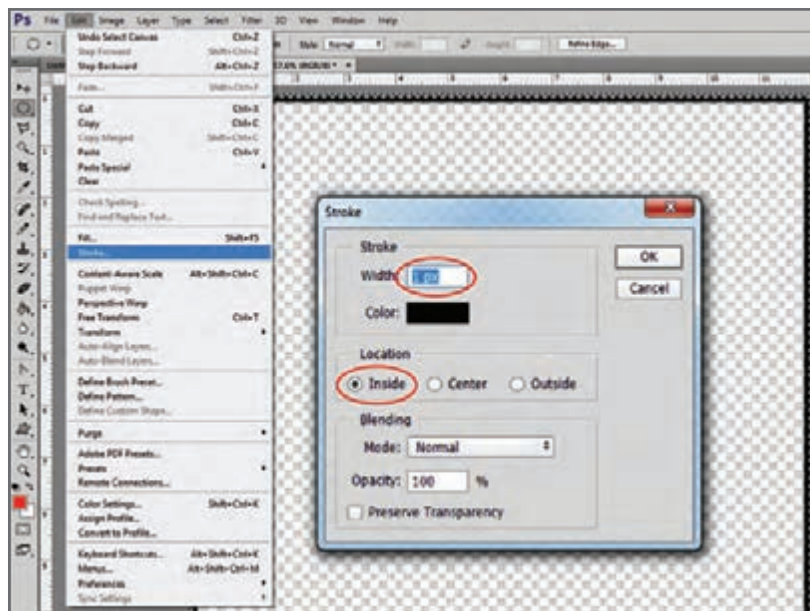 Ps File Edit Image Layer Type Select Filter 3D View Window Help
Style: Normal Refine Edge...
Undo Select Canvas Ctrl+Z
Step Forward Shift+Ctrl+Z
Step Backward Alt+Ctrl+Z
Fade... Shift+Ctrl+F
Cut Ctrl+X
Copy Ctrl+C
Copy Merged Shift+Ctrl+C
Paste Ctrl+V
Paste Special
Clear
Check Spelling...
Find and Replace Text...
Fill... Shift+F5
Stroke...
Content-Aware Scale Alt+Shift+Ctrl+C
Puppet Warp
Perspective Warp
Free Transform Ctrl+T
Transform
Auto-Align Layers...
Auto-Blend Layers...
Define Brush Preset...
Define Pattern...
Define Custom Shape...
Purge
Adobe PDF Presets...
Presets
Remote Connections...
Color Settings... Shift+Ctrl+K
Assign Profile...
Convert to Profile...
Keyboard Shortcuts... Alt+Shift+Ctrl+K
Menus... Alt+Shift+Ctrl+M
Preferences
Sync Settings
Stroke
Stroke
Width: 1 px
Color:
Location
Inside Center Outside
Blending
Mode: Normal
Opacity: 100 %
Preserve Transparency
OK
Cancel